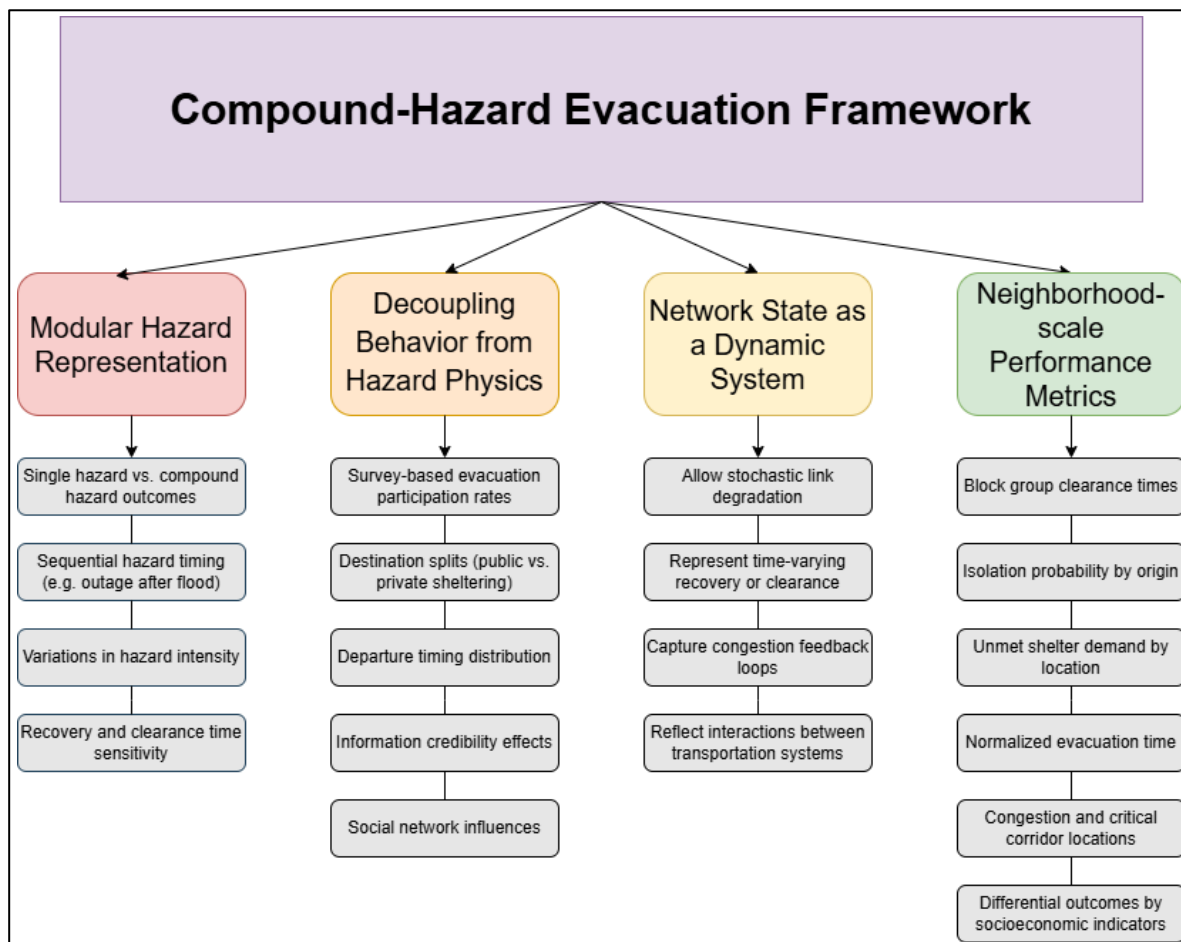 Compound-Hazard Evacuation Framework
Modular Hazard
Representation
Single hazard vs. compound
hazard outcomes
Sequential hazard timing
(e.g. outage after flood)
Variations in hazard intensity
Recovery and clearance time
sensitivity
Decoupling
Behavior from
Hazard Physics
Survey-based evacuation
participation rates
Destination splits (public vs.
private sheltering)
Departure timing distribution
Information credibility effects
Social network influences
Network State as
a Dynamic
System
Allow stochastic link
degradation
Represent time-varying
recovery or clearance
Capture congestion feedback
loops
Reflect interactions between
transportation systems
Neighborhood-
scale
Performance
Metrics
Block group clearance times
Isolation probability by origin
Unmet shelter demand by
location
Normalized evacuation time
Congestion and critical
corridor locations
Differential outcomes by
socioeconomic indicators